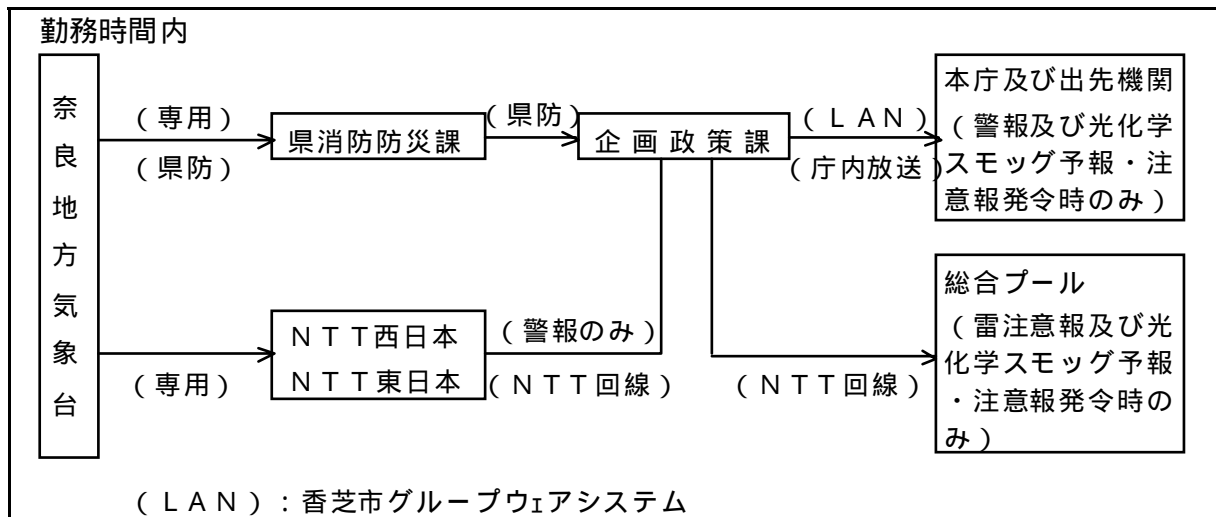 勤務時間内
奈良地方気象台
（専用）
（県防）
県消防防災課
（県防）
企画政策課
（ＬＡＮ）
（庁内放送）
本庁及び出先機関
（警報及び光化学
スモッグ予報・注
意報発令時のみ）
（専用）
ＮＴＴ西日本
ＮＴＴ東日本
（警報のみ）
（ＮＴＴ回線）
（ＮＴＴ回線）
総合プール
（雷注意報及び光
化学スモッグ予報
・注意報発令時の
み）
（ＬＡＮ）：香芝市グループウェアシステム